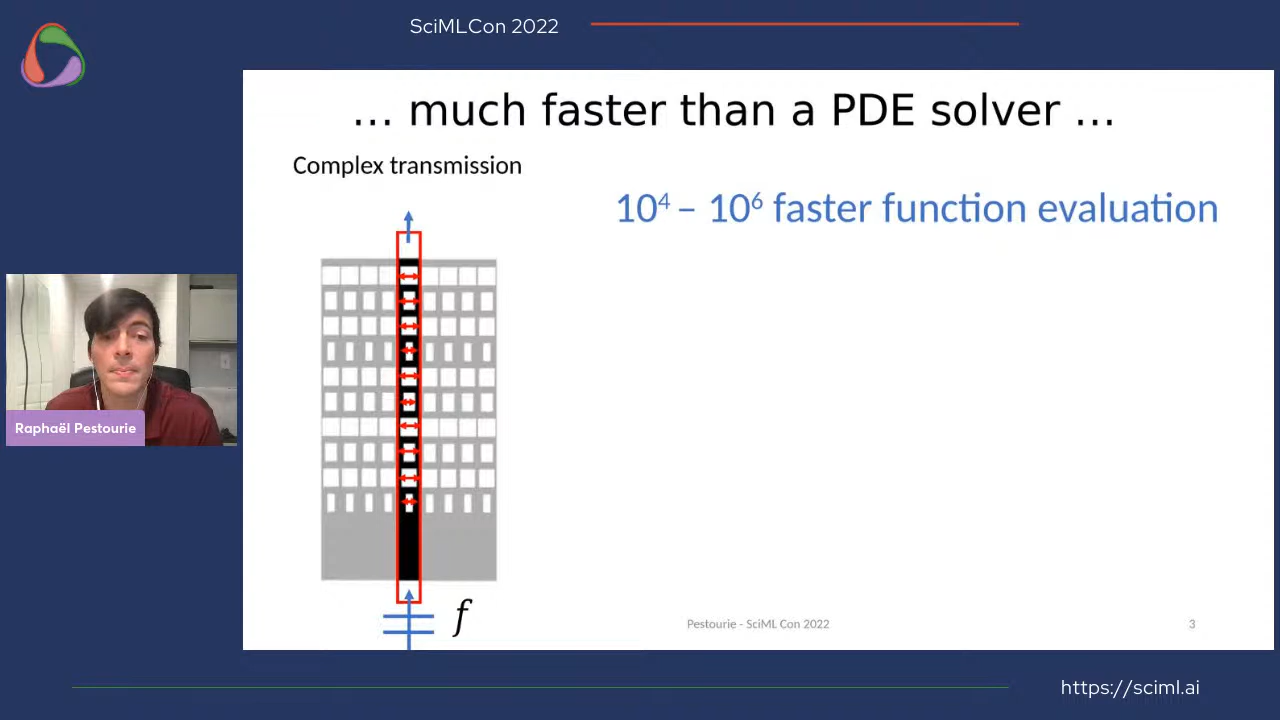 SciMLCon 2022
… much faster than a PDE solver …
Complex transmission
10⁴ – 10⁶ faster function evaluation
Raphaël Pestourie
f
Pestourie - SciML Con 2022
3
https://sciml.ai